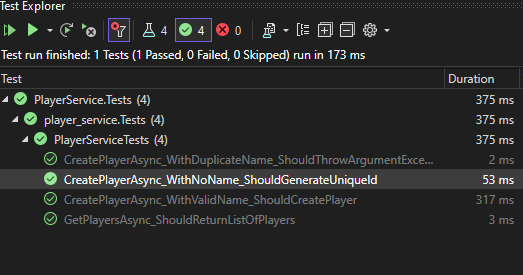 Test Explorer
4 4 0
Test run finished: 1 Tests (1 Passed, 0 Failed, 0 Skipped) run in 173 ms
Test Duration
PlayerService.Tests (4) 375 ms
player_service.Tests (4) 375 ms
PlayerServiceTests (4) 375 ms
CreatePlayerAsync_WithDuplicateName_ShouldThrowArgumentExce... 2 ms
CreatePlayerAsync_WithNoName_ShouldGenerateUniqueId 53 ms
CreatePlayerAsync_WithValidName_ShouldCreatePlayer 317 ms
GetPlayersAsync_ShouldReturnListOfPlayers 3 ms